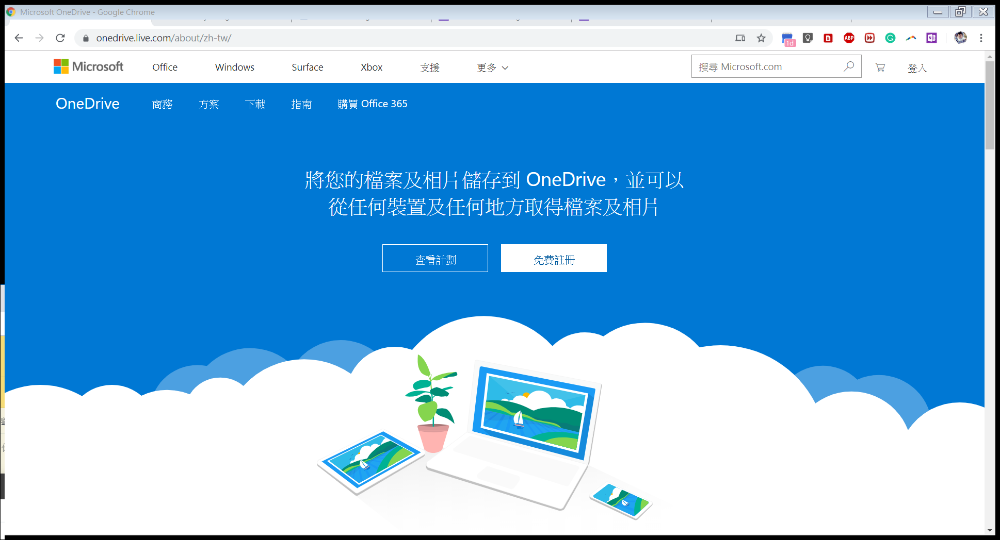 Microsoft OneDrive - Google Chrome
onedrive.live.com/about/zh-tw/
1d
ABP
N
Microsoft
Office
Windows
Surface
Xbox
支援
更多
搜尋 Microsoft.com
登入
OneDrive
商務
方案
下載
指南
購買 Office 365
將您的檔案及相片儲存到 OneDrive，並可以
從任何裝置及任何地方取得檔案及相片
查看計劃
免費註冊